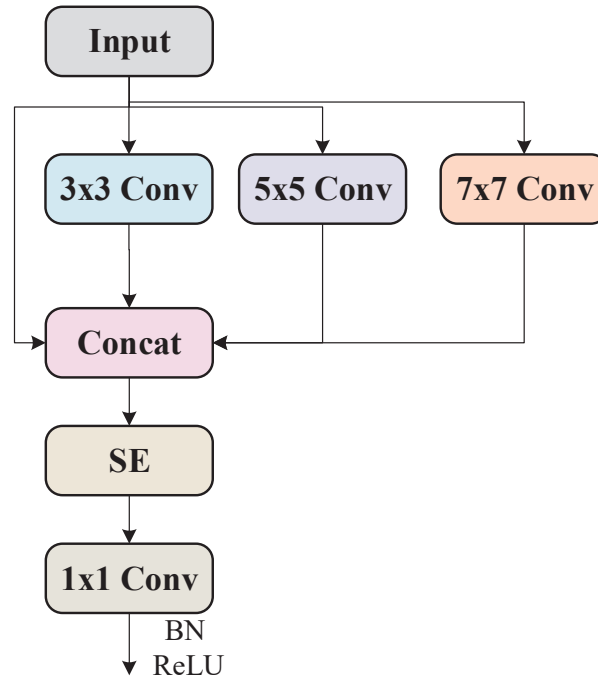 Input
3x3 Conv
5x5 Conv
7x7 Conv
Concat
SE
1x1 Conv
BN
ReLU